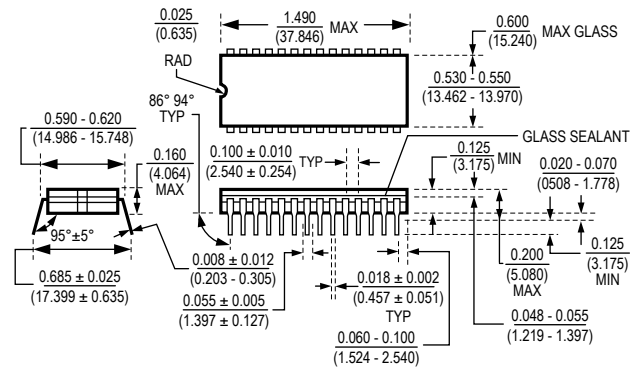 0.025
(0.635)
RAD
1.490
(37.846)
MAX
0.600
(15.240)
MAX GLASS
0.530 - 0.550
(13.462 - 13.970)
86° 94°
TYP
0.590 - 0.620
(14.986 - 15.748)
0.160
(4.064)
MAX
0.100 ± 0.010
(2.540 ± 0.254)
TYP
GLASS SEALANT
0.125
(3.175)
MIN
0.020 - 0.070
(0508 - 1.778)
95° ±5°
0.685 ± 0.025
(17.399 ± 0.635)
0.008 ± 0.012
(0.203 - 0.305)
0.055 ± 0.005
(1.397 ± 0.127)
0.018 ± 0.002
(0.457 ± 0.051)
TYP
0.060 - 0.100
(1.524 - 2.540)
0.200
(5.080)
MAX
0.125
(3.175)
MIN
0.048 - 0.055
(1.219 - 1.397)